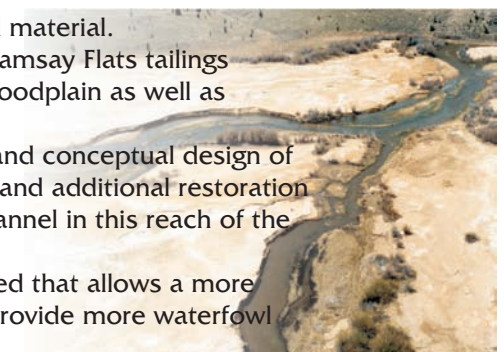 material.
amsay Flats tailings
oodplain as well as
and conceptual design of
and additional restoration
annel in this reach of the
ed that allows a more
rovide more waterfowl